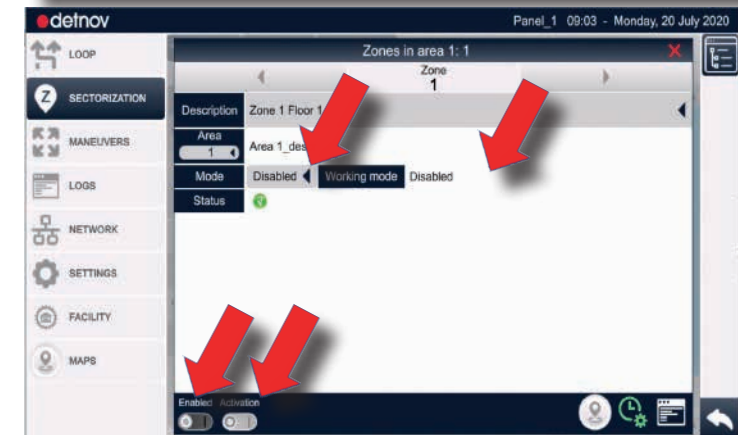 detnov
Panel_1 09:03 - Monday, 20 July 2020
LOOP
Z SECTORIZATION
MANEUVERS
LOGS
NETWORK
SETTINGS
FACILITY
MAPS
Zones in area 1: 1
Zone
1
Description Zone 1 Floor 1
Area
1
Area 1_des
Mode Disabled Working mode Disabled
Status
Enabled Activation